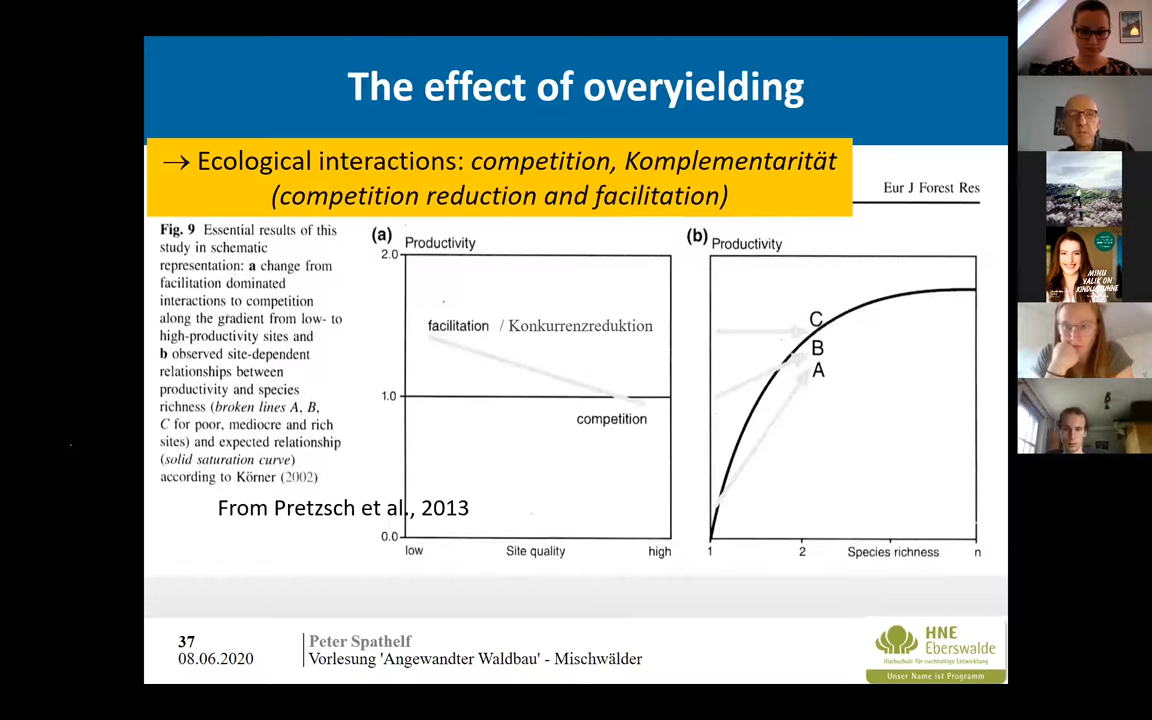 The effect of overyielding
→ Ecological interactions: competition, Komplementarität
(competition reduction and facilitation)
Eur J Forest Res
Fig. 9 Essential results of this
study in schematic
representation: a change from
facilitation dominated
interactions to competition
along the gradient from low- to
high-productivity sites and
b observed site-dependent
relationships between
productivity and species
richness (broken lines A, B,
C for poor, mediocre and rich
sites) and expected relationship
(solid saturation curve)
according to Körner (2002)
From Pretzsch et al., 2013
(a)
Productivity
2.0
facilitation / Konkurrenzreduktion
1.0
competition
0.0
low
Site quality
high
(b)
Productivity
C
B
A
1
2
Species richness
n
37
08.06.2020
Peter Spathelf
Vorlesung 'Angewandter Waldbau' - Mischwälder
HNE
Eberswalde
Hochschule für nachhaltige Entwicklung
Unser Name ist Programm
MINU
VALIK ON